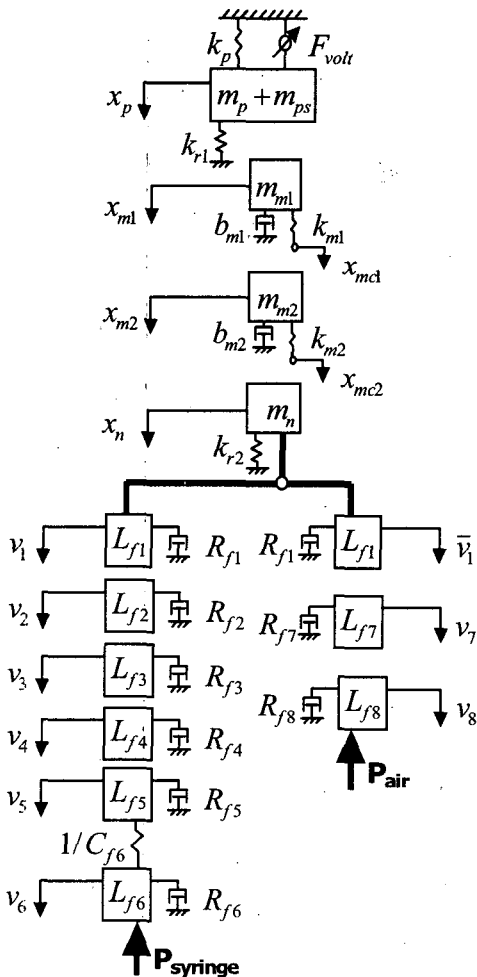 k_p F_volt
x_p m_p + m_ps
k_r1
x_m1 m_m1
b_m1 k_m1
x_mc1
x_m2 m_m2
b_m2 k_m2
x_mc2
x_n m_n
k_r2
v_1 L_f1 R_f1 R_f1 L_f1 v̅_1
v_2 L_f2 R_f2 R_f7 L_f7 v_7
v_3 L_f3 R_f3 R_f8 L_f8 v_8
v_4 L_f4 R_f4
P_air
v_5 L_f5 R_f5
1/C_f6
v_6 L_f6 R_f6
P_syringe